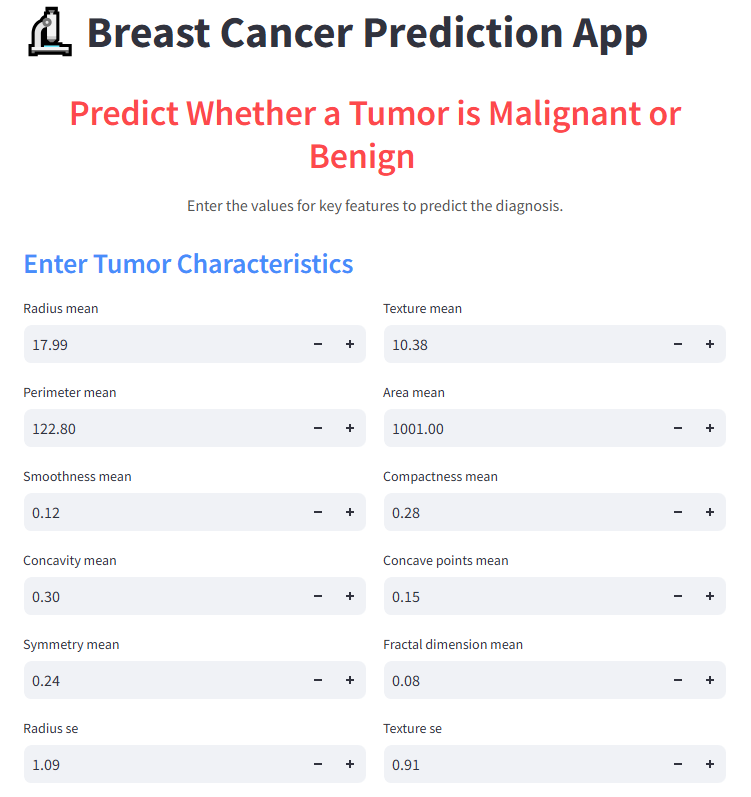 Breast Cancer Prediction App
Predict Whether a Tumor is Malignant or
Benign
Enter the values for key features to predict the diagnosis.
Enter Tumor Characteristics
Radius mean
Texture mean
17.99 − +
10.38 − +
Perimeter mean
Area mean
122.80 − +
1001.00 − +
Smoothness mean
Compactness mean
0.12 − +
0.28 − +
Concavity mean
Concave points mean
0.30 − +
0.15 − +
Symmetry mean
Fractal dimension mean
0.24 − +
0.08 − +
Radius se
Texture se
1.09 − +
0.91 − +